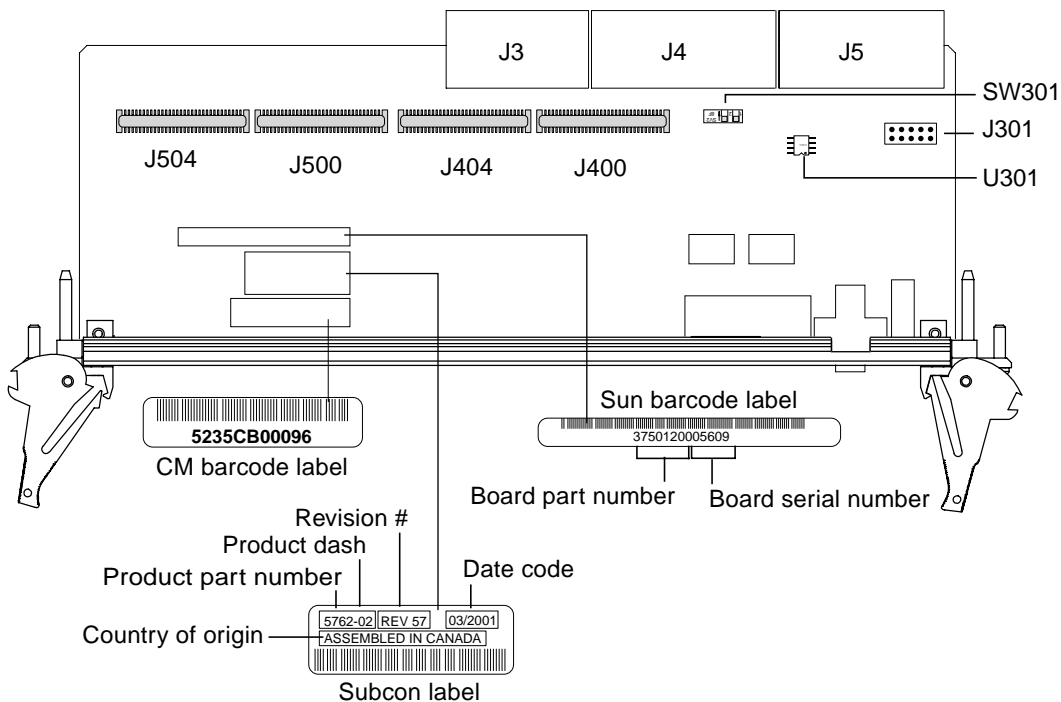 J3
J4
J5
SW301
J301
U301
J504
J500
J404
J400
5235CB00096
CM barcode label
Sun barcode label
3750120005609
Board part number
Board serial number
Revision #
Product dash
Product part number
Date code
5762-02
REV 57
03/2001
Country of origin
ASSEMBLED IN CANADA
Subcon label